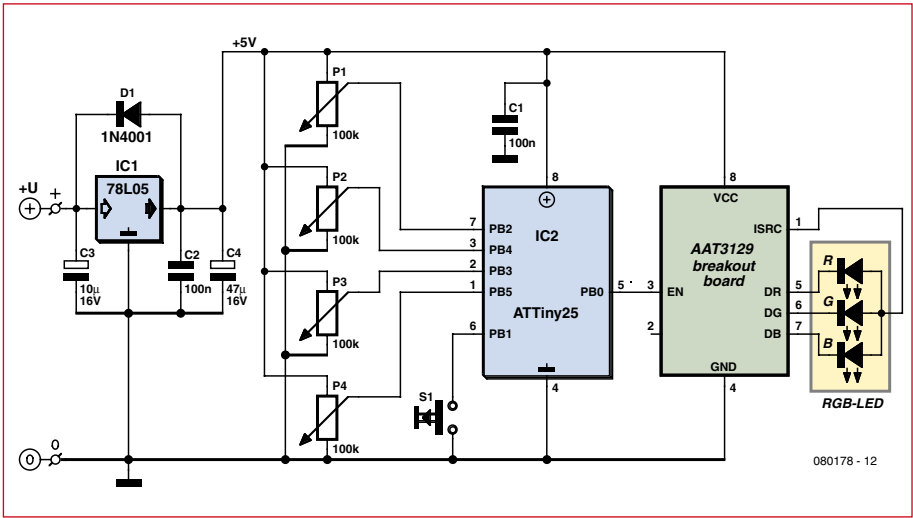 +5V
D1
1N4001
IC1
78L05
+U
+
C3
10µ
16V
C2
100n
C4
47µ
16V
0
0
P1
100k
P2
100k
P3
100k
P4
100k
C1
100n
8
7
PB2
3
PB4
2
PB3
1
PB5
6
PB1
IC2
ATTiny25
PB0
5
4
S1
8
VCC
AAT3129
breakout
board
ISRC
1
3
EN
2
DR
5
DG
6
DB
7
GND
4
R
G
B
RGB-LED
080178 - 12